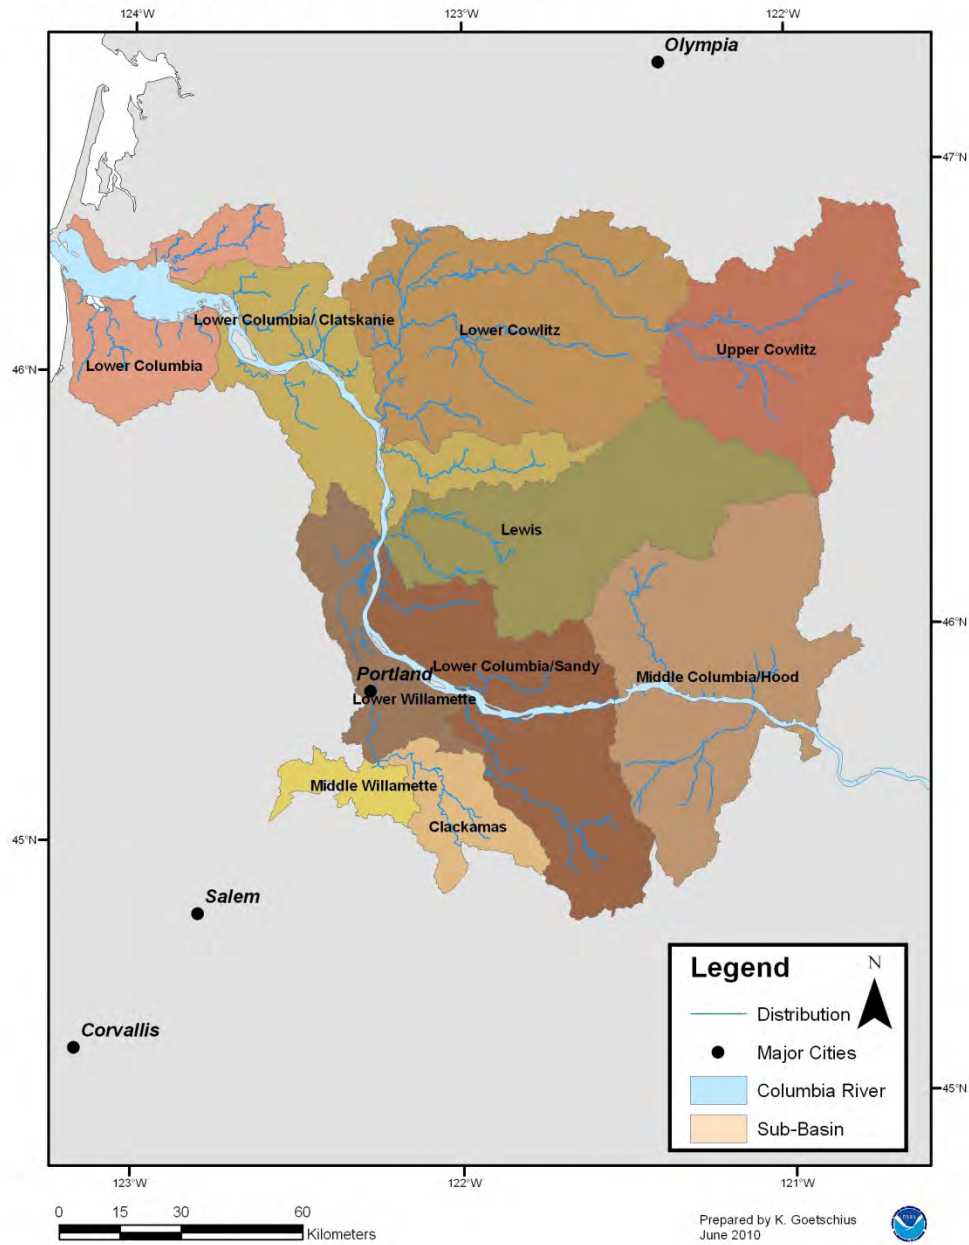 124°W 123°W 122°W
Olympia
47°N
Lower Columbia/ Clatskanie
Lower Cowlitz
Upper Cowlitz
Lower Columbia
46°N
Lewis
46°N
Lower Columbia/Sandy
Portland
Middle Columbia/Hood
Lower Willamette
Middle Willamette
Clackamas
45°N
Salem
Legend
N
Distribution
Corvallis
Major Cities
Columbia River
45°N
Sub-Basin
123°W 122°W 121°W
0 15 30 60
Kilometers
Prepared by K. Goetschius
June 2010